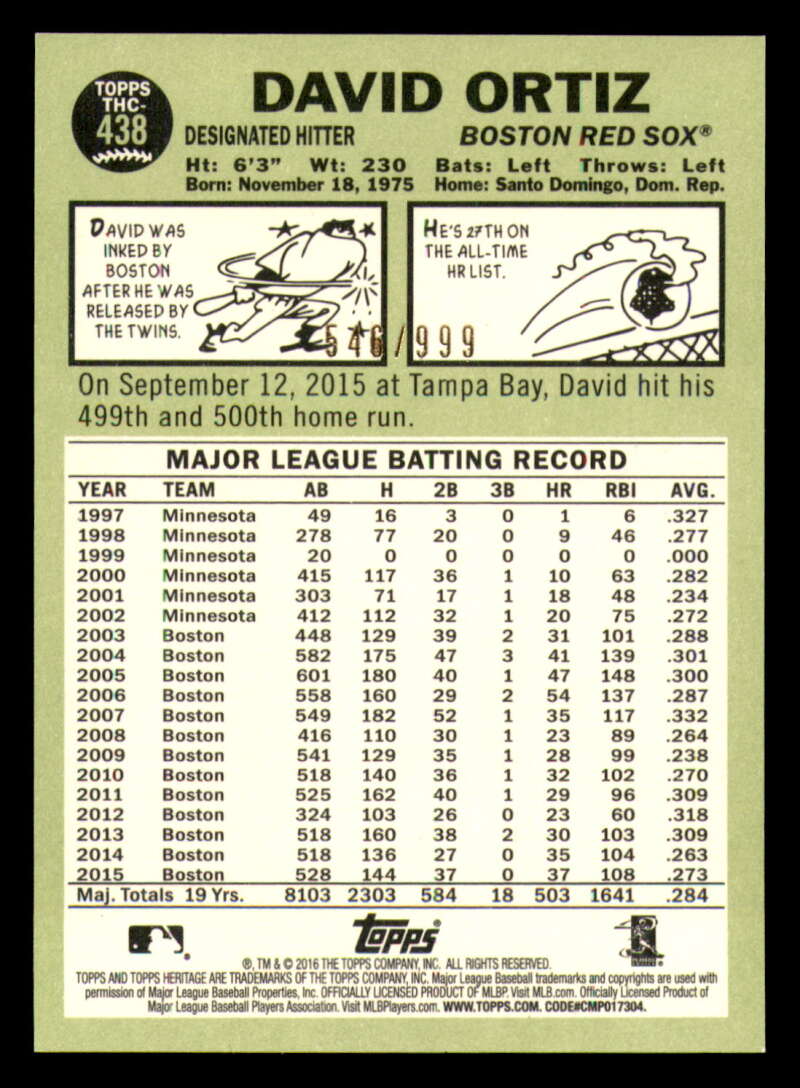 TOPPS
THC-
438
DAVID ORTIZ
DESIGNATED HITTER BOSTON RED SOX®
Ht: 6'3" Wt: 230 Bats: Left Throws: Left
Born: November 18, 1975 Home: Santo Domingo, Dom. Rep.
DAVID WAS
INKED BY
BOSTON
AFTER HE WAS
RELEASED BY
THE TWINS.
HE'S 27TH ON
THE ALL-TIME
HR LIST.
546/999
On September 12, 2015 at Tampa Bay, David hit his
499th and 500th home run.
MAJOR LEAGUE BATTING RECORD
YEAR TEAM AB H 2B 3B HR RBI AVG.
1997 Minnesota 49 16 3 0 1 6 .327
1998 Minnesota 278 77 20 0 9 46 .277
1999 Minnesota 20 0 0 0 0 0 .000
2000 Minnesota 415 117 36 1 10 63 .282
2001 Minnesota 303 71 17 1 18 48 .234
2002 Minnesota 412 112 32 1 20 75 .272
2003 Boston 448 129 39 2 31 101 .288
2004 Boston 582 175 47 3 41 139 .301
2005 Boston 601 180 40 1 47 148 .300
2006 Boston 558 160 29 2 54 137 .287
2007 Boston 549 182 52 1 35 117 .332
2008 Boston 416 110 30 1 23 89 .264
2009 Boston 541 129 35 1 28 99 .238
2010 Boston 518 140 36 1 32 102 .270
2011 Boston 525 162 40 1 29 96 .309
2012 Boston 324 103 26 0 23 60 .318
2013 Boston 518 160 38 2 30 103 .309
2014 Boston 518 136 27 0 35 104 .263
2015 Boston 528 144 37 0 37 108 .273
Maj. Totals 19 Yrs. 8103 2303 584 18 503 1641 .284
Topps®
®, TM & © 2016 THE TOPPS COMPANY, INC. ALL RIGHTS RESERVED.
TOPPS AND TOPPS HERITAGE ARE TRADEMARKS OF THE TOPPS COMPANY, INC. Major League Baseball trademarks and copyrights are used with
permission of Major League Baseball Properties, Inc. OFFICIALLY LICENSED PRODUCT OF MLBP. Visit MLB.com. Officially Licensed Product of
Major League Baseball Players Association. Visit MLBPlayers.com. WWW.TOPPS.COM. CODE#CMP017304.